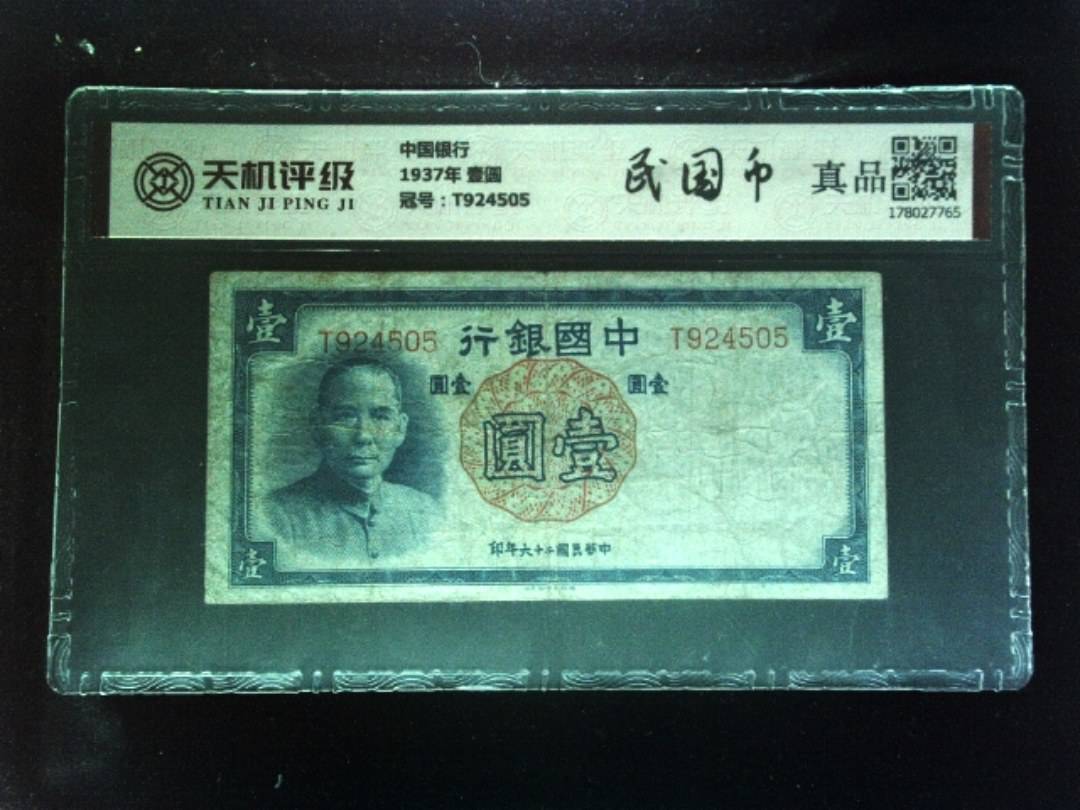 天机评级
TIAN JI PING JI
中国银行
1937年 壹圆
冠号：T924505
民国币
真品
178027765
壹
壹
T924505
行銀國中
T924505
圓壹
圓壹
圓壹
印年六十二國民華中
壹
壹